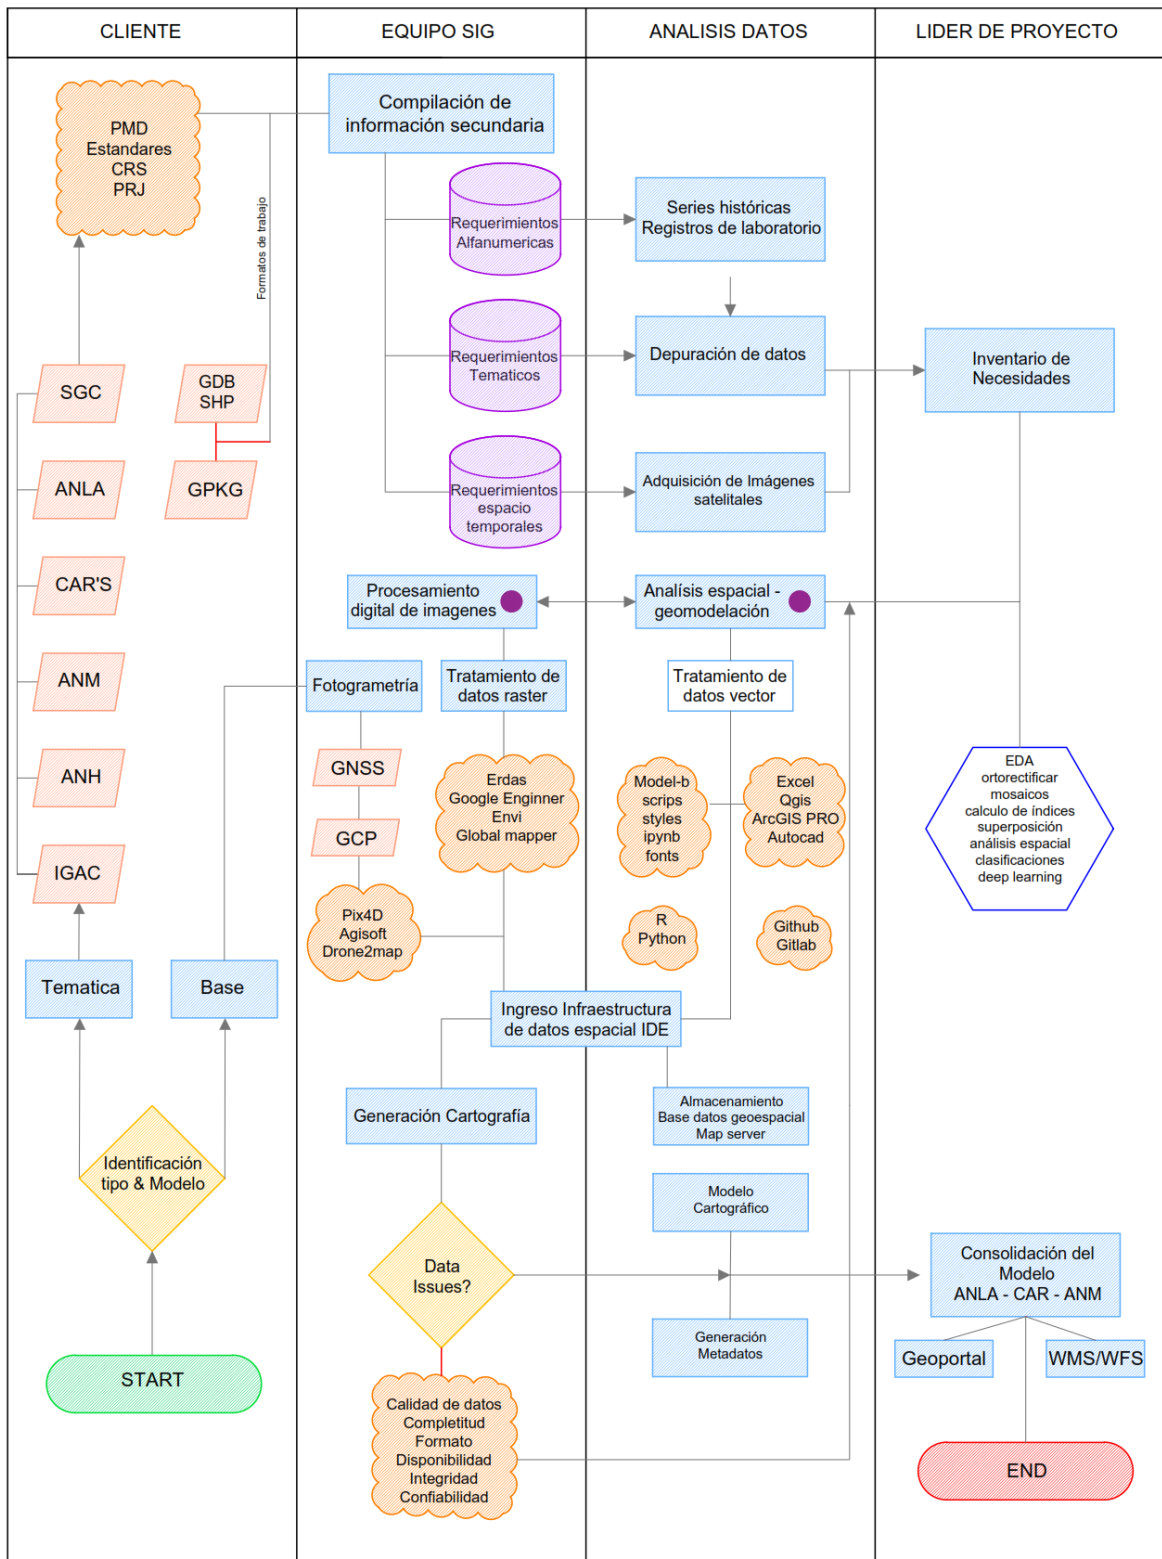 CLIENTE
EQUIPO SIG
ANALISIS DATOS
LIDER DE PROYECTO
PMD
Estandares
CRS
PRJ
Formatos de trabajo
SGC
GDB
SHP
ANLA
GPKG
CAR'S
ANM
ANH
IGAC
Tematica
Base
Identificación
tipo & Modelo
START
Compilación de
información secundaria
Requerimientos
Alfanumericas
Requerimientos
Tematicos
Requerimientos
espacio
temporales
Procesamiento
digital de imagenes
Fotogrametría
Tratamiento de
datos raster
GNSS
GCP
Pix4D
Agisoft
Drone2map
Erdas
Google Enginner
Envi
Global mapper
Ingreso Infraestructura
de datos espacial IDE
Generación Cartografía
Data
Issues?
Calidad de datos
Completitud
Formato
Disponibilidad
Integridad
Confiabilidad
Series históricas
Registros de laboratorio
Depuración de datos
Adquisición de Imágenes
satelitales
Analísis espacial -
geomodelación
Tratamiento de
datos vector
Model-b
scrips
styles
ipynb
fonts
Excel
Qgis
ArcGIS PRO
Autocad
R
Python
Github
Gitlab
Almacenamiento
Base datos geoespacial
Map server
Modelo
Cartográfico
Generación
Metadatos
Inventario de
Necesidades
EDA
ortorectificar
mosaicos
calculo de índices
superposición
análisis espacial
clasificaciones
deep learning
Consolidación del
Modelo
ANLA - CAR - ANM
Geoportal
WMS/WFS
END